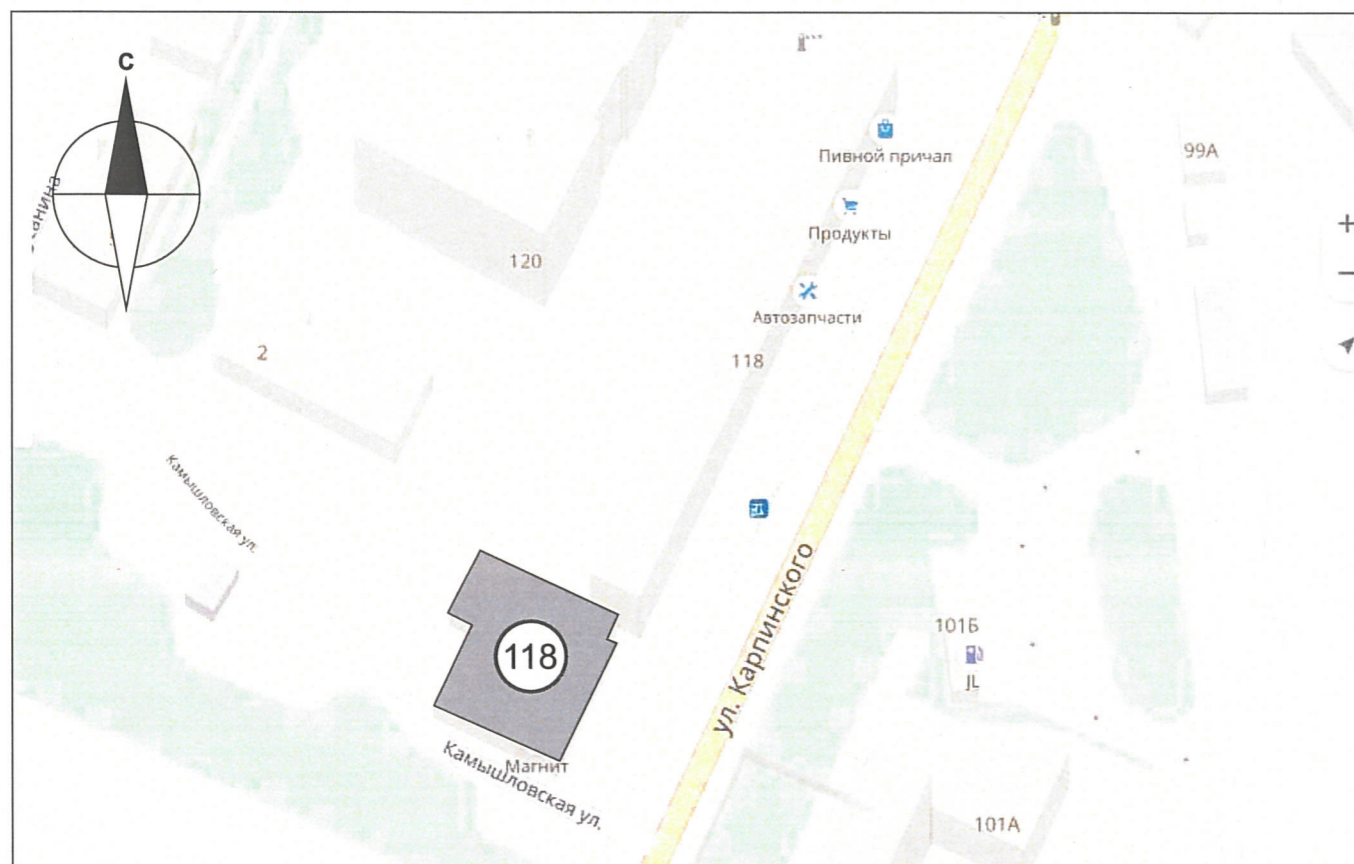 С
Пивной причал
99А
Продукты
120
Автозапчасти
118
2
Камышловская ул.
ул. Карпинского
101Б
JL
118
Магнит
Камышловская ул.
101А